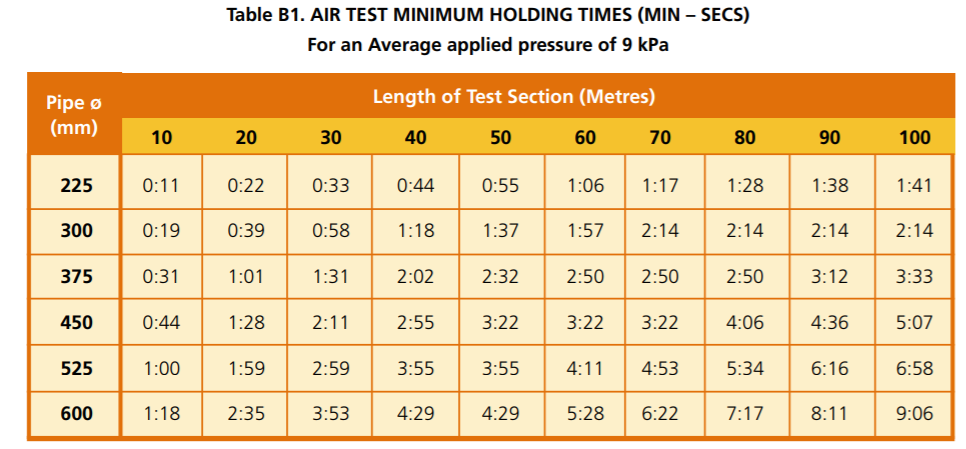 Table B1. AIR TEST MINIMUM HOLDING TIMES (MIN – SECS)
For an Average applied pressure of 9 kPa
Pipe ø (mm) Length of Test Section (Metres)
10 20 30 40 50 60 70 80 90 100
225 0:11 0:22 0:33 0:44 0:55 1:06 1:17 1:28 1:38 1:41
300 0:19 0:39 0:58 1:18 1:37 1:57 2:14 2:14 2:14 2:14
375 0:31 1:01 1:31 2:02 2:32 2:50 2:50 2:50 3:12 3:33
450 0:44 1:28 2:11 2:55 3:22 3:22 3:22 4:06 4:36 5:07
525 1:00 1:59 2:59 3:55 3:55 4:11 4:53 5:34 6:16 6:58
600 1:18 2:35 3:53 4:29 4:29 5:28 6:22 7:17 8:11 9:06